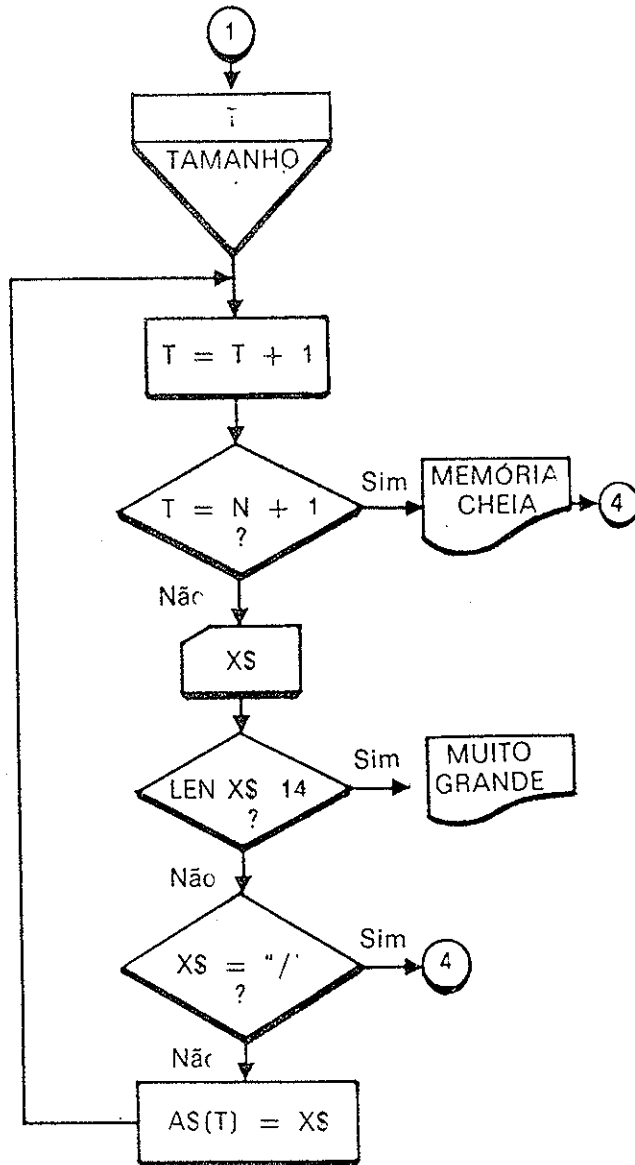 1
T
TAMANHO
T = T + 1
T = N + 1
?
Sim
MEMÓRIA
CHEIA
4
Não
X$
LEN X$ 14
?
Sim
MUITO
GRANDE
Não
X$ = "/'
?
Sim
4
Não
A$(T) = X$